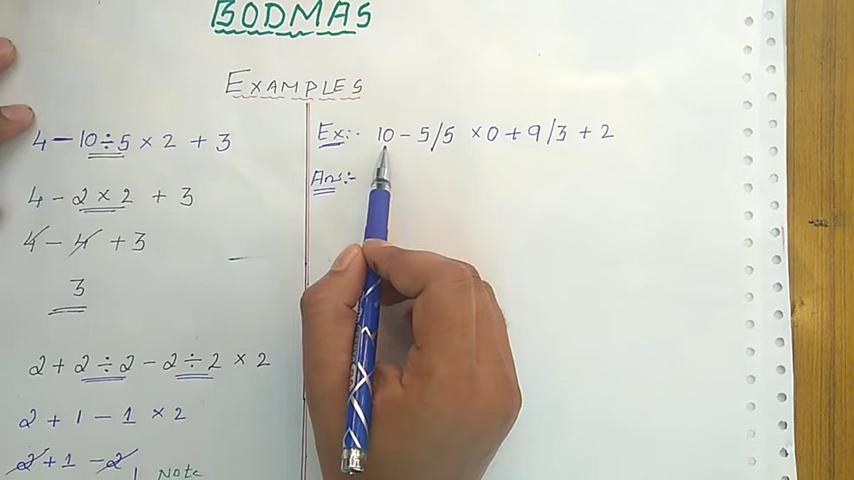 BODMAS
EXAMPLES
4 - 10 ÷ 5 × 2 + 3
4 - 2 × 2 + 3
4 - 4 + 3
3
2 + 2 ÷ 2 - 2 ÷ 2 × 2
2 + 1 - 1 × 2
2 + 1 - 2
Note
Ex:- 10 - 5/5 × 0 + 9/3 + 2
Ans:-